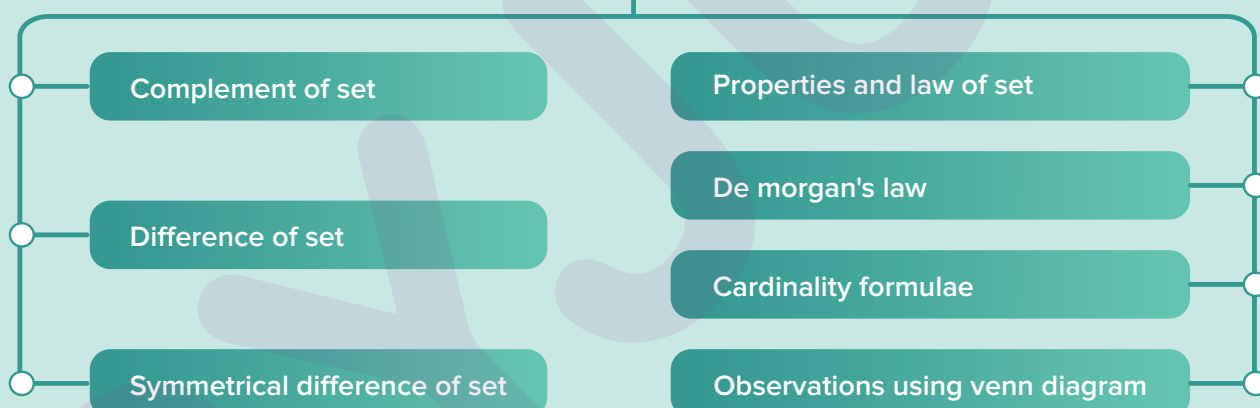 Complement of set
Difference of set
Symmetrical difference of set
Properties and law of set
De morgan's law
Cardinality formulae
Observations using venn diagram